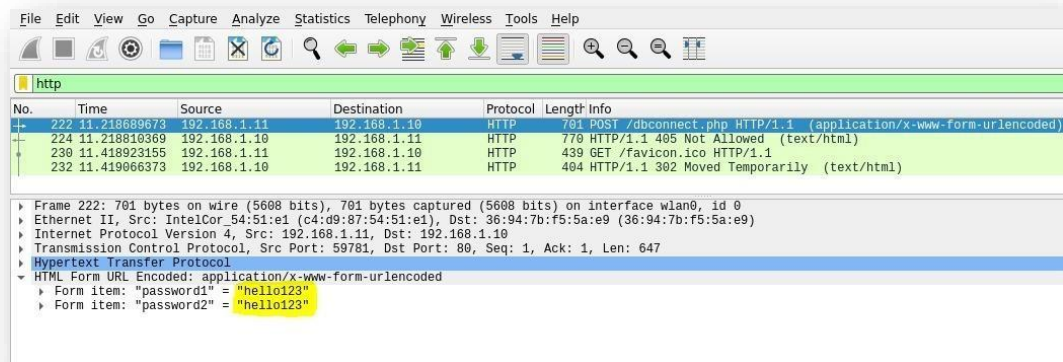 File Edit View Go Capture Analyze Statistics Telephony Wireless Tools Help
http
No. Time Source Destination Protocol Length Info
222 11.218689673 192.168.1.11 192.168.1.10 HTTP 701 POST /dbconnect.php HTTP/1.1 (application/x-www-form-urlencoded)
224 11.218810369 192.168.1.10 192.168.1.11 HTTP 770 HTTP/1.1 405 Not Allowed (text/html)
230 11.418923155 192.168.1.11 192.168.1.10 HTTP 439 GET /favicon.ico HTTP/1.1
232 11.419066373 192.168.1.10 192.168.1.11 HTTP 404 HTTP/1.1 302 Moved Temporarily (text/html)
Frame 222: 701 bytes on wire (5608 bits), 701 bytes captured (5608 bits) on interface wlan0, id 0
Ethernet II, Src: IntelCor_54:51:e1 (c4:d9:87:54:51:e1), Dst: 36:94:7b:f5:5a:e9 (36:94:7b:f5:5a:e9)
Internet Protocol Version 4, Src: 192.168.1.11, Dst: 192.168.1.10
Transmission Control Protocol, Src Port: 59781, Dst Port: 80, Seq: 1, Ack: 1, Len: 647
Hypertext Transfer Protocol
HTML Form URL Encoded: application/x-www-form-urlencoded
Form item: "password1" = "hello123"
Form item: "password2" = "hello123"